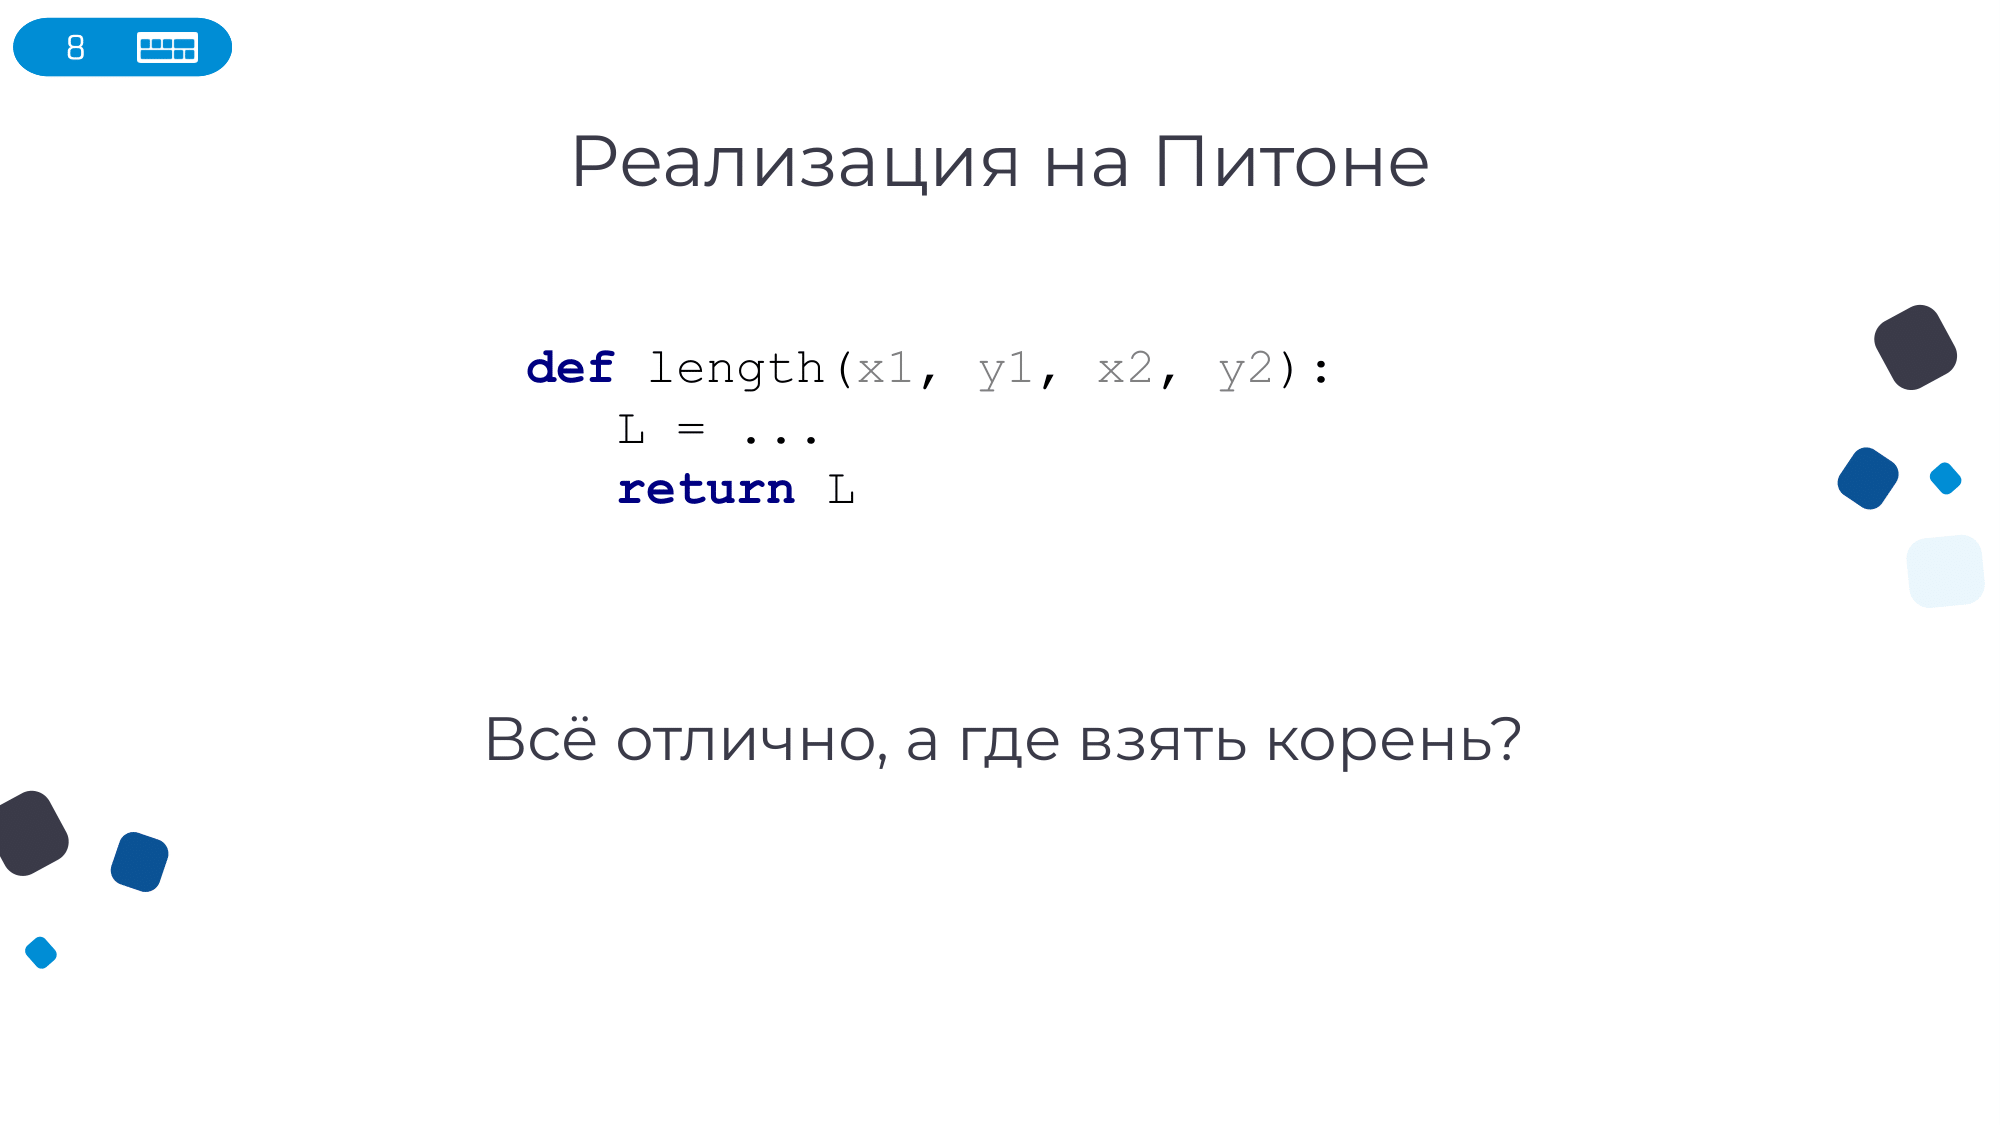 8
Реализация на Питоне
def length(x1, y1, x2, y2):
L = ...
return L
Всё отлично, а где взять корень?